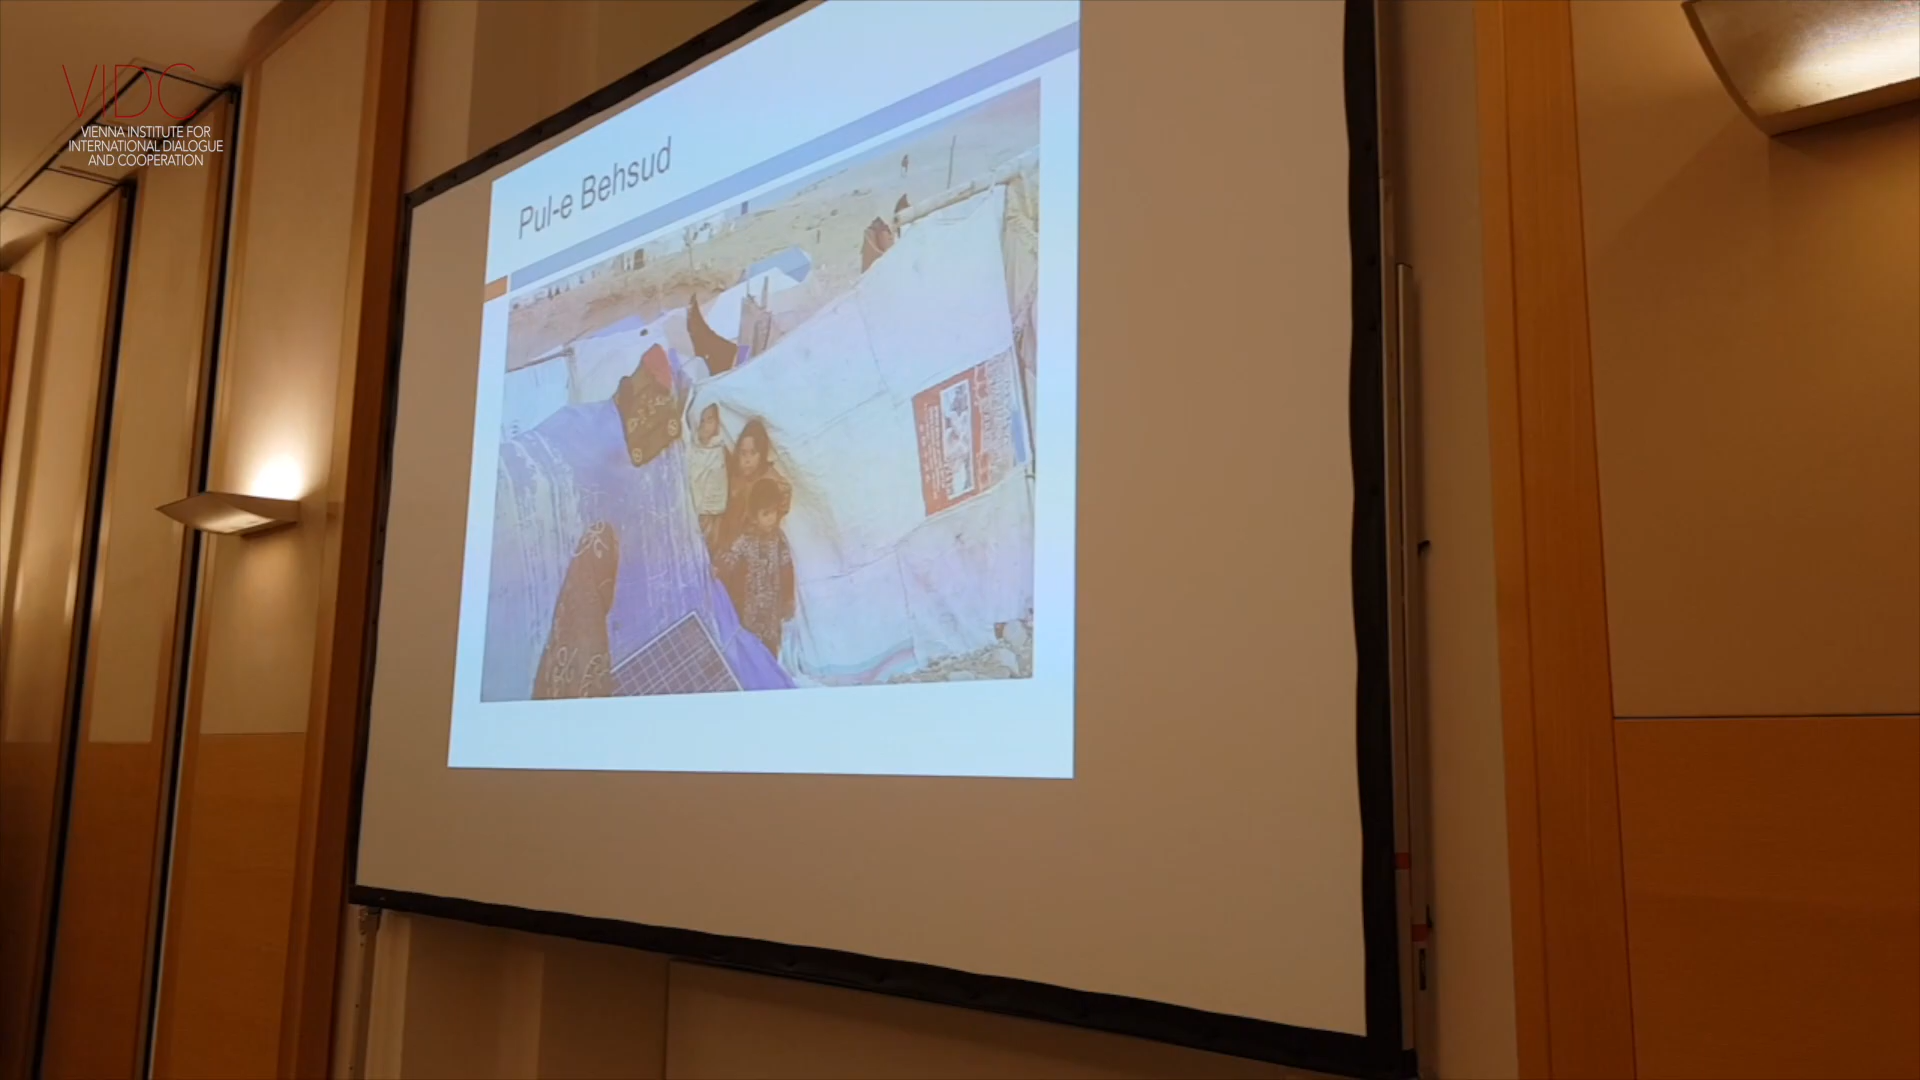 VIDC
VIENNA INSTITUTE FOR
INTERNATIONAL DIALOGUE
AND COOPERATION
Pul-e Behsud